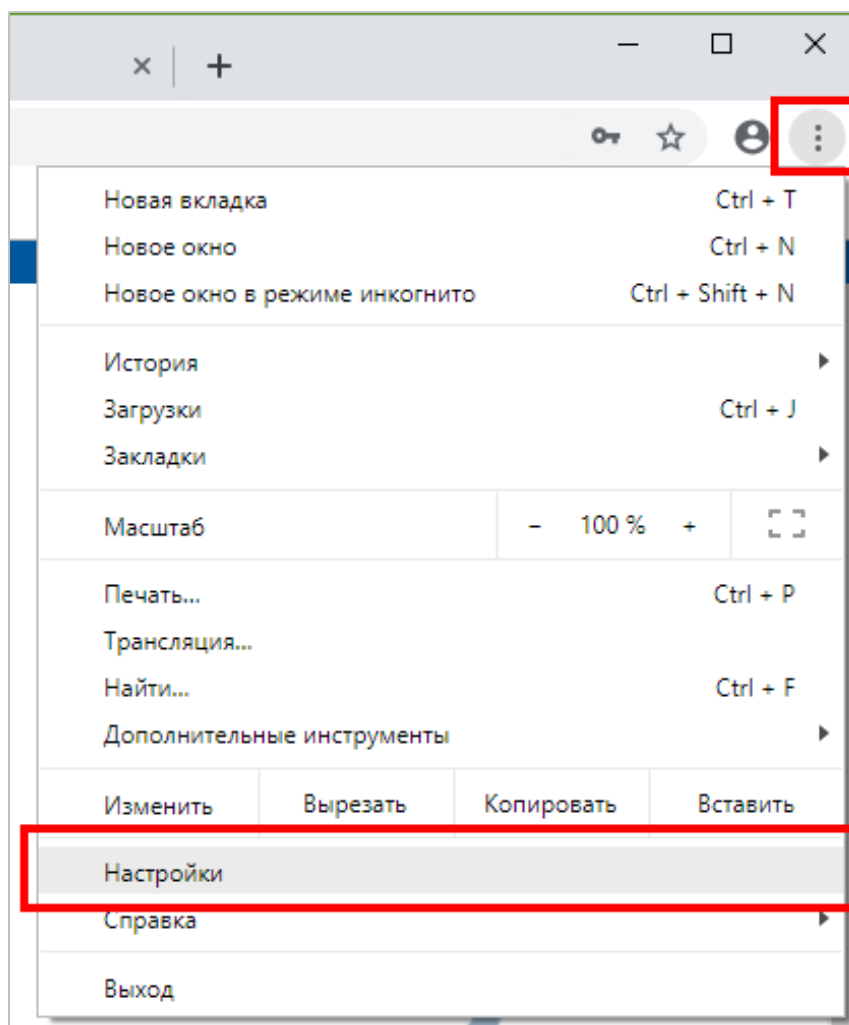 Новая вкладка Ctrl + T
Новое окно Ctrl + N
Новое окно в режиме инкогнито Ctrl + Shift + N
История
Загрузки Ctrl + J
Закладки
Масштаб - 100 % +
Печать... Ctrl + P
Трансляция...
Найти... Ctrl + F
Дополнительные инструменты
Изменить Вырезать Копировать Вставить
Настройки
Справка
Выход